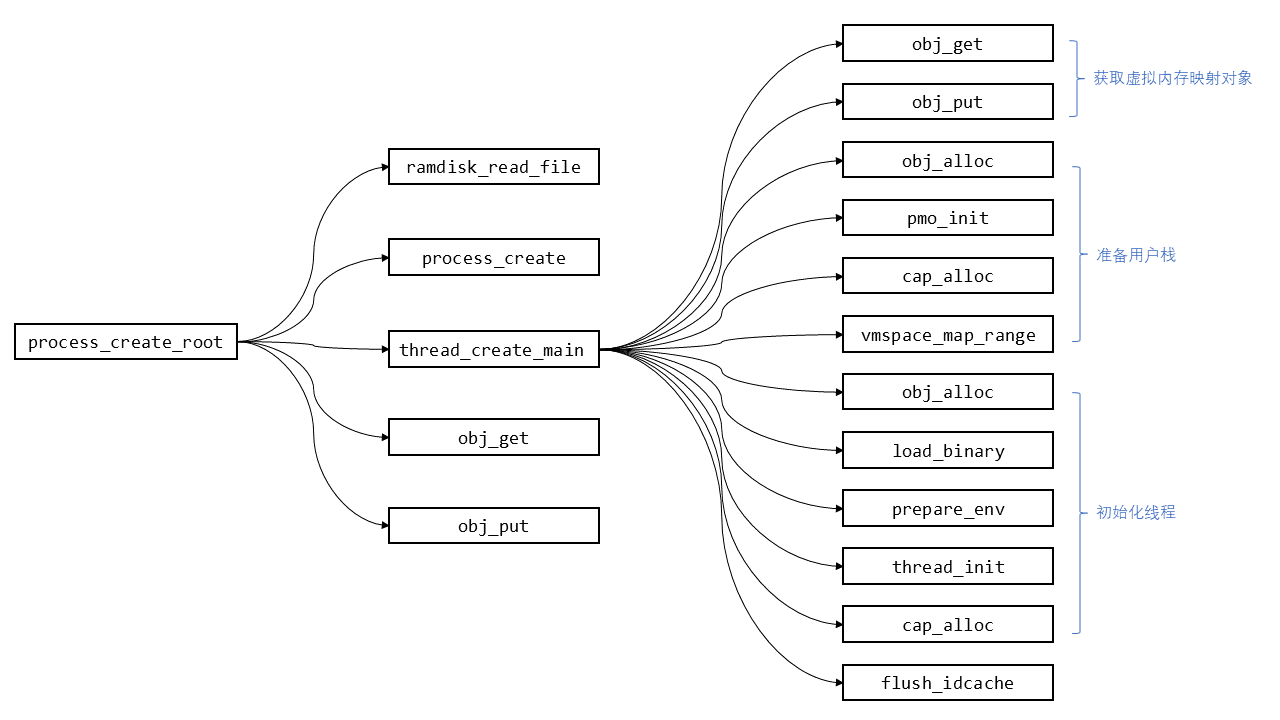 process_create_root
ramdisk_read_file
process_create
thread_create_main
obj_get
obj_put
obj_get
obj_put
obj_alloc
pmo_init
cap_alloc
vmspace_map_range
obj_alloc
load_binary
prepare_env
thread_init
cap_alloc
flush_idcache
获取虚拟内存映射对象
准备用户栈
初始化线程